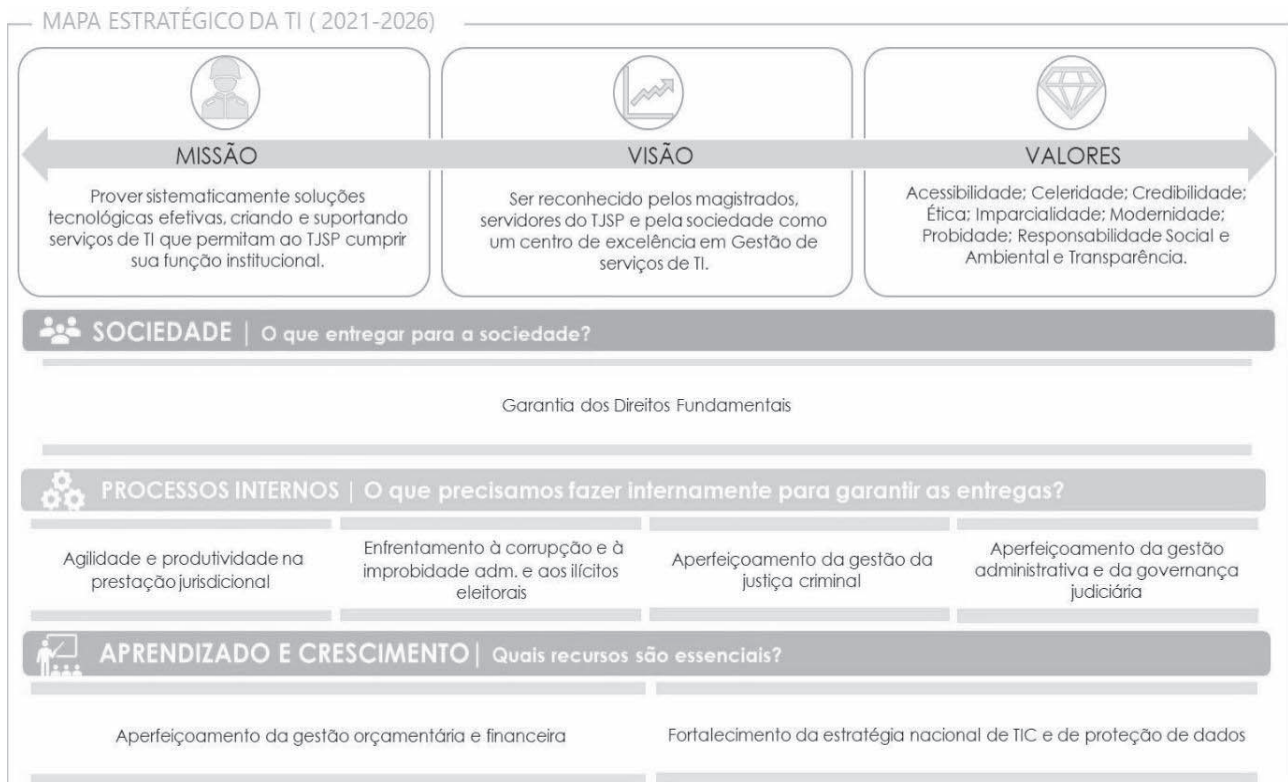 MAPA ESTRATÉGICO DA TI ( 2021-2026)
MISSÃO
Prover sistematicamente soluções
tecnológicas efetivas, criando e suportando
serviços de TI que permitam ao TJSP cumprir
sua função institucional.
VISÃO
Ser reconhecido pelos magistrados,
servidores do TJSP e pela sociedade como
um centro de excelência em Gestão de
serviços de TI.
VALORES
Acessibilidade; Celeridade; Credibilidade;
Ética; Imparcialidade; Modernidade;
Probidade; Responsabilidade Social e
Ambiental e Transparência.
SOCIEDADE | O que entregar para a sociedade?
Garantia dos Direitos Fundamentais
PROCESSOS INTERNOS | O que precisamos fazer internamente para garantir as entregas?
Agilidade e produtividade na
prestação jurisdicional
Enfrentamento à corrupção e à
improbidade adm. e aos ilícitos
eleitorais
Aperfeiçoamento da gestão da
justiça criminal
Aperfeiçoamento da gestão
administrativa e da governança
judiciária
APRENDIZADO E CRESCIMENTO | Quais recursos são essenciais?
Aperfeiçoamento da gestão orçamentária e financeira
Fortalecimento da estratégia nacional de TIC e de proteção de dados